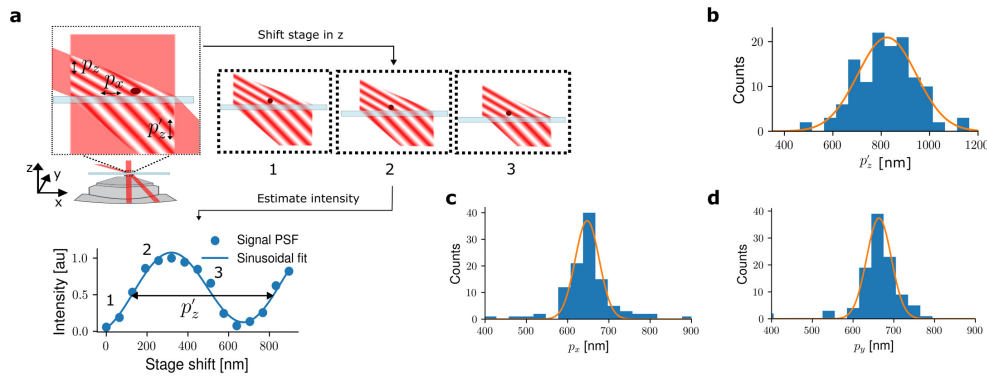 a
p_z
p_x
p'_z
Shift stage in z
1
2
3
z
y
x
Estimate intensity
Intensity [au]
1.0
0.5
0.0
1
2
3
Signal PSF
Sinusoidal fit
p'_z
0
200
400
600
800
Stage shift [nm]
b
Counts
20
10
0
400
600
800
1000
1200
p'_z [nm]
c
Counts
40
30
20
10
0
400
500
600
700
800
900
p_x [nm]
d
Counts
40
30
20
10
0
400
500
600
700
800
900
p_y [nm]